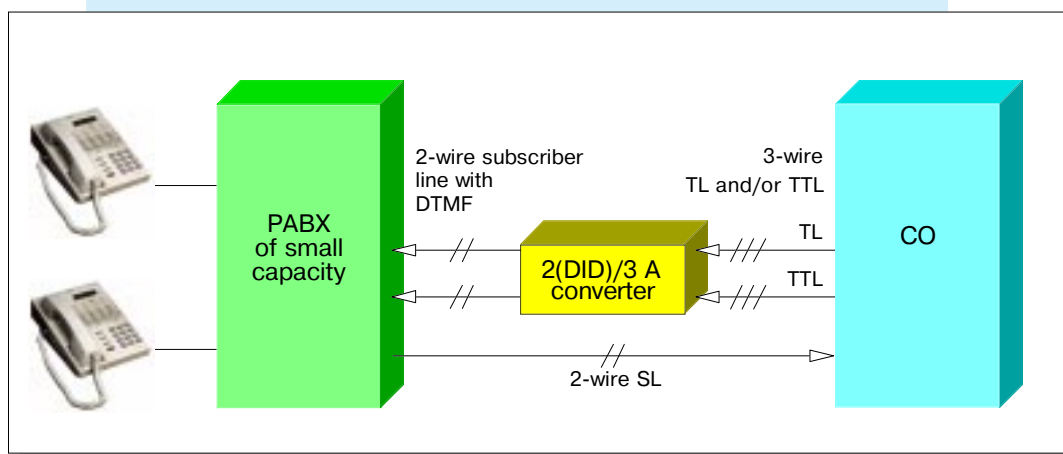 2-wire subscriber
line with
DTMF
3-wire
TL and/or TTL
PABX
of small
capacity
TL
CO
2(DID)/3 A
converter
TTL
2-wire SL